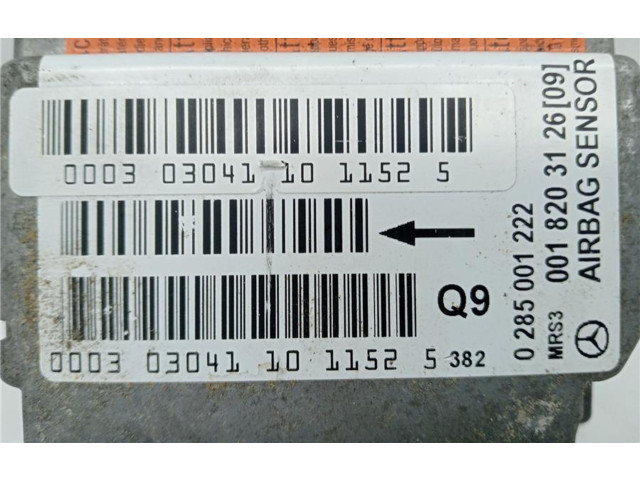 0003 03041 10 1152 5
0003 03041 10 1152 5 382
Q9
0 285 001 222
MRS3
001 820 31 26[09]
AIRBAG SENSOR